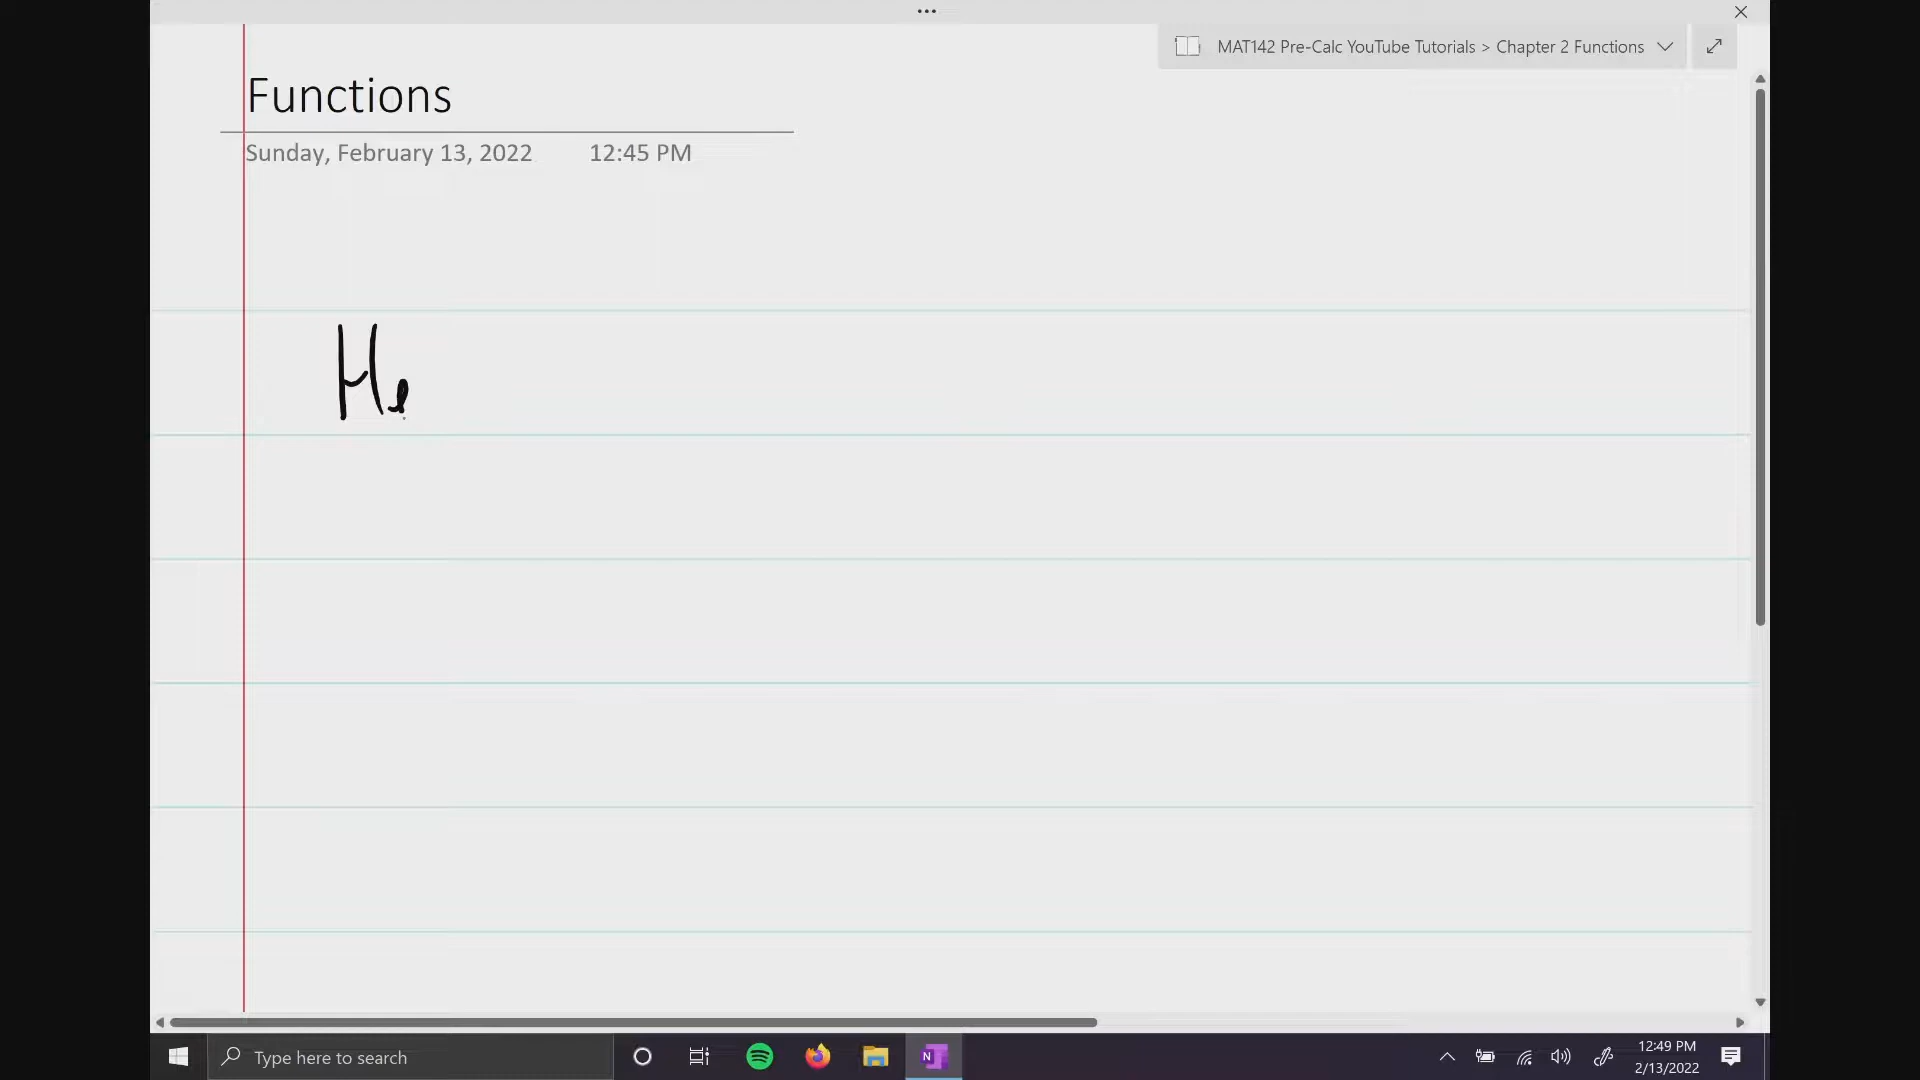 MAT142 Pre-Calc YouTube Tutorials > Chapter 2 Functions
Functions
Sunday, February 13, 2022 12:45 PM
He
Type here to search
N
12:49 PM
2/13/2022